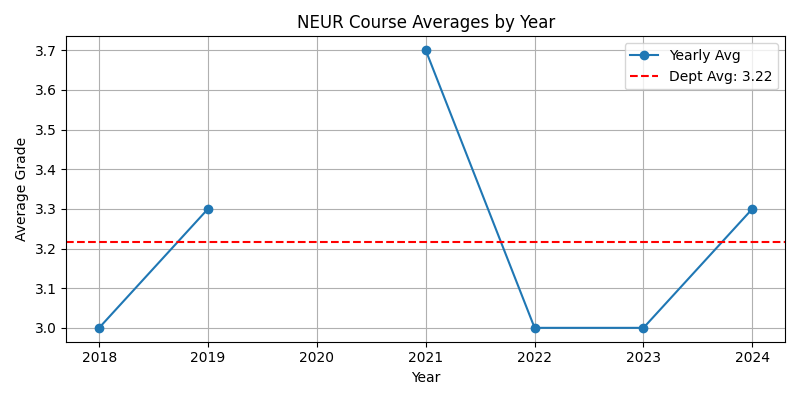 NEUR Course Averages by Year
Yearly Avg
Dept Avg: 3.22
Average Grade
3.7
3.6
3.5
3.4
3.3
3.2
3.1
3.0
2018 2019 2020 2021 2022 2023 2024
Year